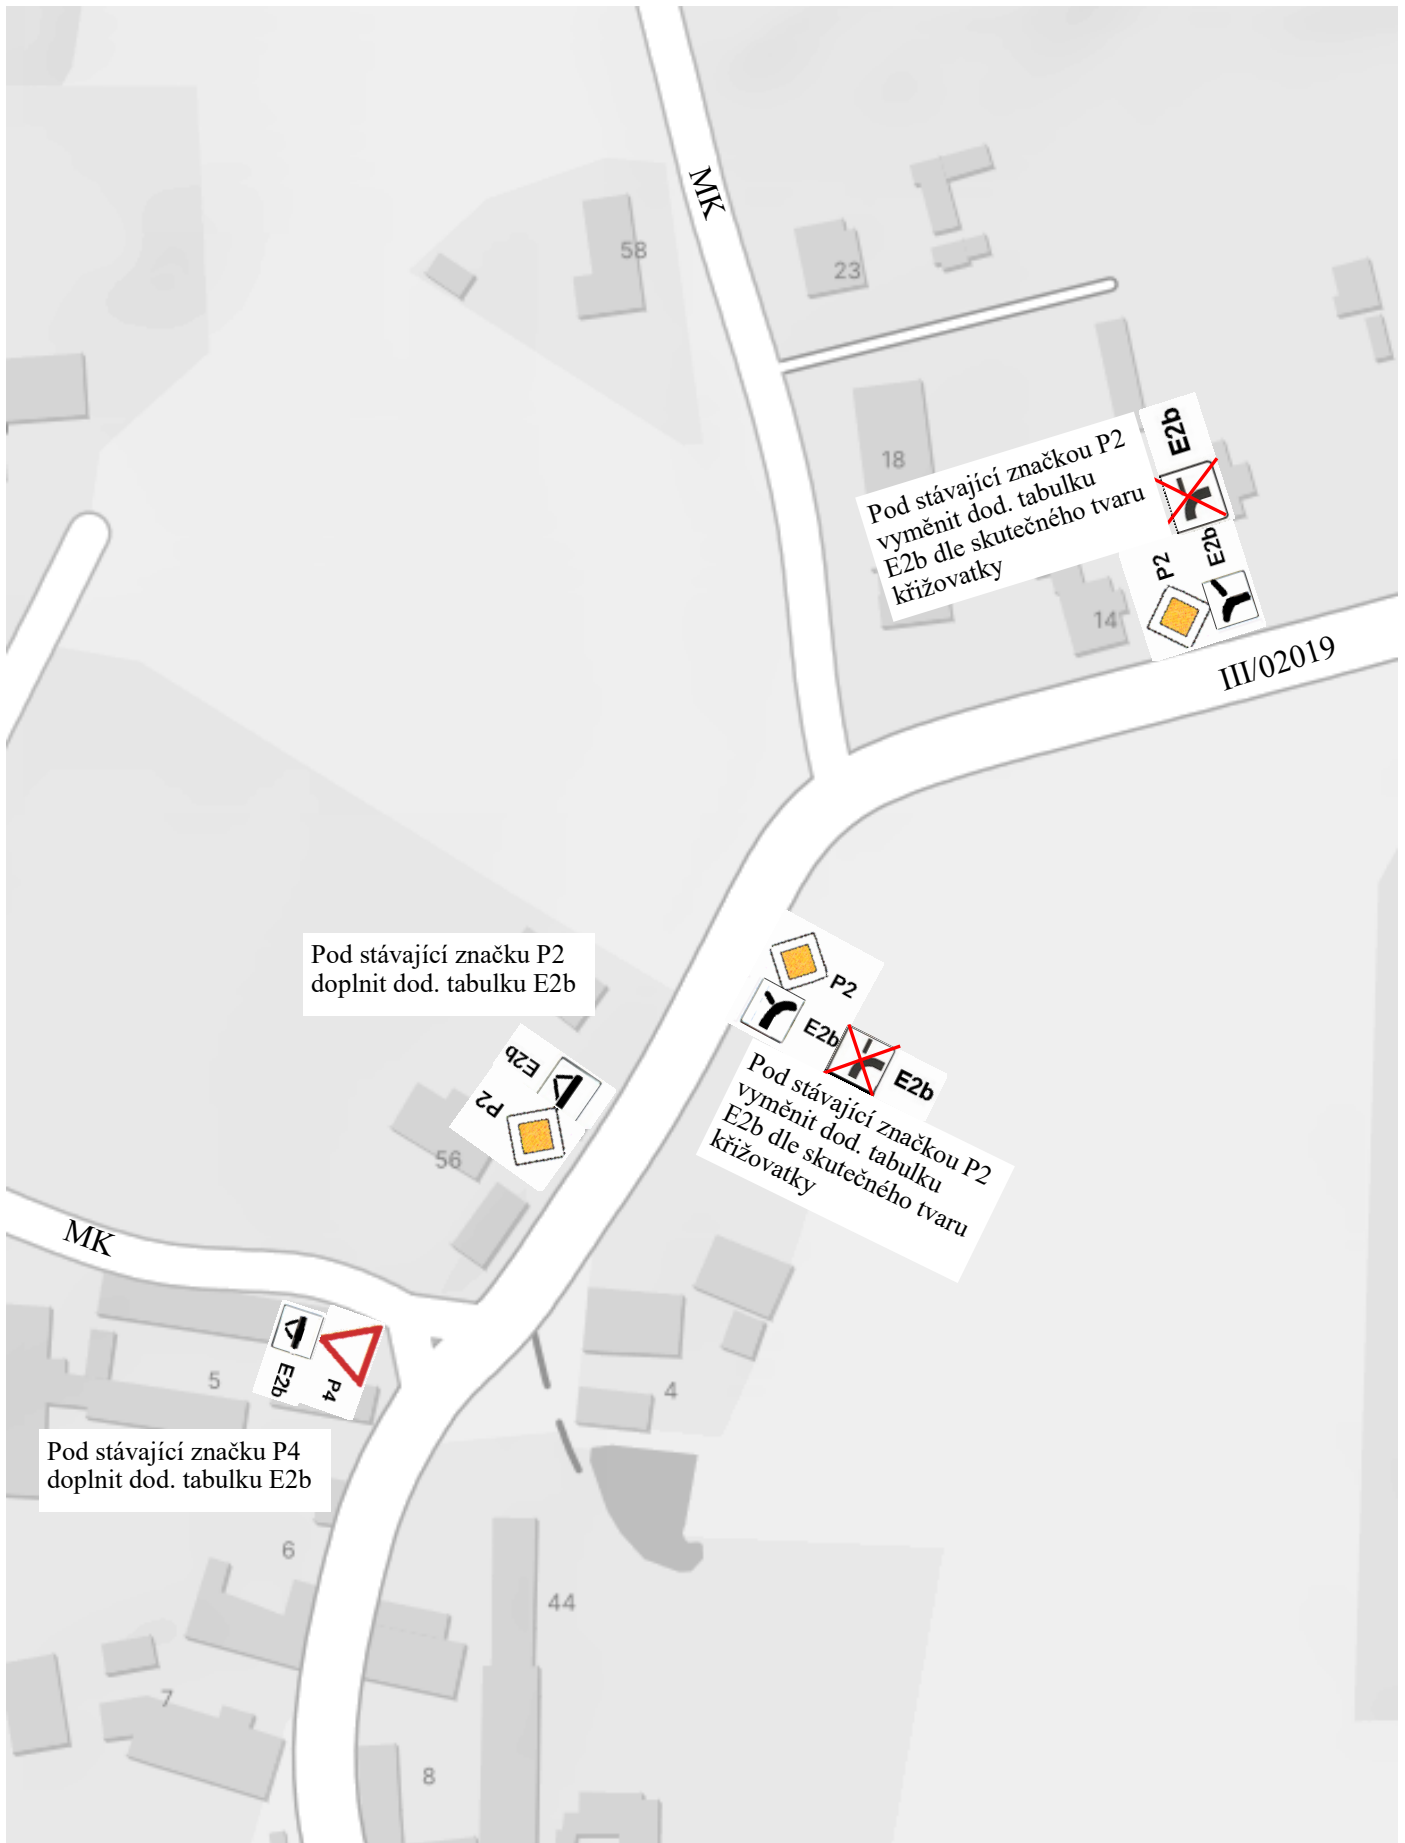 MK
58
23
E2b
18
Pod stávající značkou P2
vyměnit dod. tabulku
E2b dle skutečného tvaru
křižovatky
P2
E2b
14
III/02019
Pod stávající značku P2
doplnit dod. tabulku E2b
P2
E2b
E2b
E2b
P2
Pod stávající značkou P2
vyměnit dod. tabulku
E2b dle skutečného tvaru
křižovatky
56
MK
5
E2b
P4
4
Pod stávající značku P4
doplnit dod. tabulku E2b
6
44
7
8